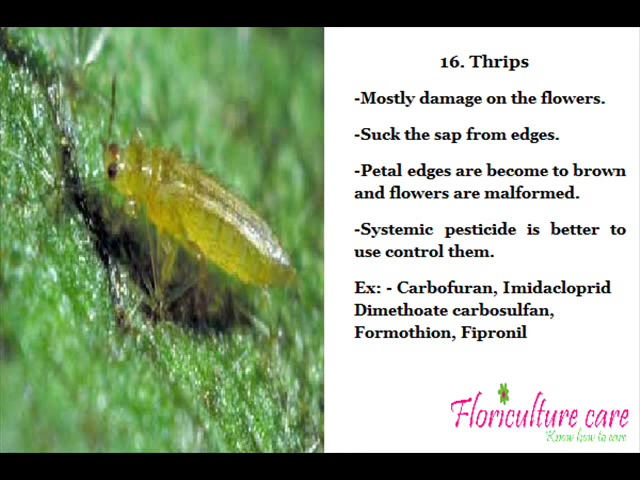 16. Thrips
-Mostly damage on the flowers.
-Suck the sap from edges.
-Petal edges are become to brown
and flowers are malformed.
-Systemic pesticide is better to
use control them.
Ex: - Carbofuran, Imidacloprid
Dimethoate carbosulfan,
Formothion, Fipronil
Floriculture care
Know how to care